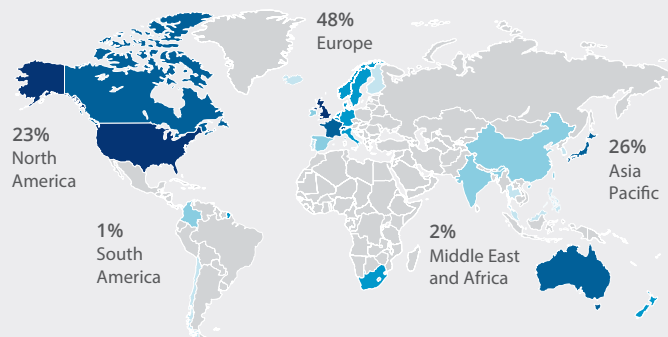 48%
Europe
23%
North
America
26%
Asia
Pacific
1%
South
America
2%
Middle East
and Africa